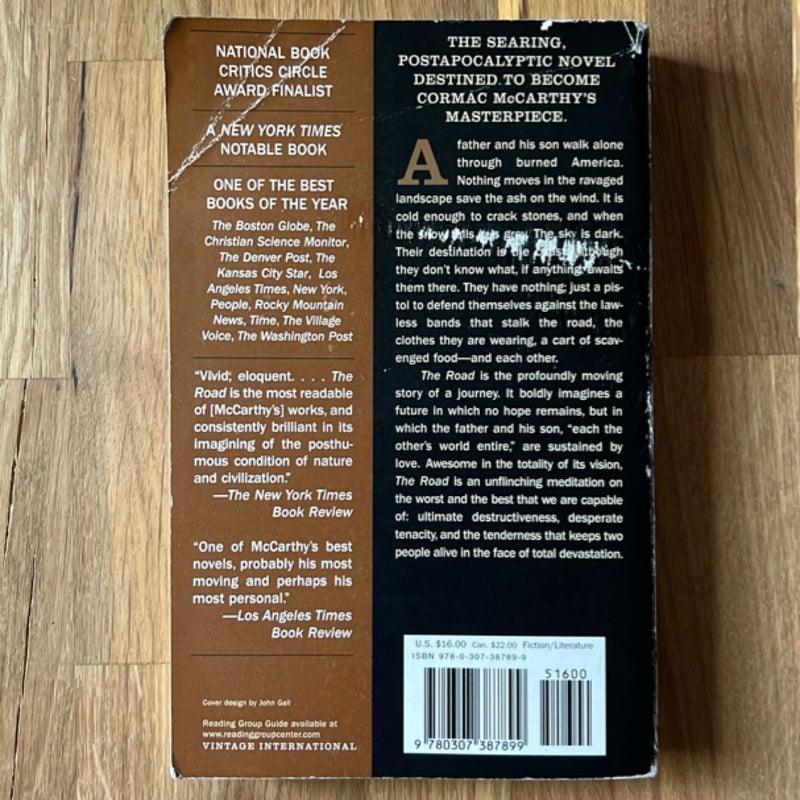 NATIONAL BOOK
CRITICS CIRCLE
AWARD FINALIST
A NEW YORK TIMES
NOTABLE BOOK
ONE OF THE BEST
BOOKS OF THE YEAR
The Boston Globe, The
Christian Science Monitor,
The Denver Post, The
Kansas City Star, Los
Angeles Times, New York,
People, Rocky Mountain
News, Time, The Village
Voice, The Washington Post
“Vivid; eloquent. . . . The
Road is the most readable
of [McCarthy's] works, and
consistently brilliant in its
imagining of the posthu-
mous condition of nature
and civilization.”
—The New York Times
Book Review
“One of McCarthy's best
novels, probably his most
moving and perhaps his
most personal.”
—Los Angeles Times
Book Review
Cover design by John Gall
Reading Group Guide available at
www.readinggroupcenter.com
VINTAGE INTERNATIONAL
THE SEARING,
POSTAPOCALYPTIC NOVEL
DESTINED TO BECOME
CORMAC McCARTHY'S
MASTERPIECE.
A father and his son walk alone
through burned America.
Nothing moves in the ravaged
landscape save the ash on the wind. It is
cold enough to crack stones, and when
the snow falls it is gray. The sky is dark.
Their destination is the coast, although
they don't know what, if anything, awaits
them there. They have nothing; just a pis-
tol to defend themselves against the law-
less bands that stalk the road, the
clothes they are wearing, a cart of scav-
enged food—and each other.
The Road is the profoundly moving
story of a journey. It boldly imagines a
future in which no hope remains, but in
which the father and his son, “each the
other's world entire,” are sustained by
love. Awesome in the totality of its vision,
The Road is an unflinching meditation on
the worst and the best that we are capable
of: ultimate destructiveness, desperate
tenacity, and the tenderness that keeps two
people alive in the face of total devastation.
U.S. $16.00 Can. $22.00 Fiction/Literature
ISBN 978-0-307-38789-9
51600
9 780307 387899